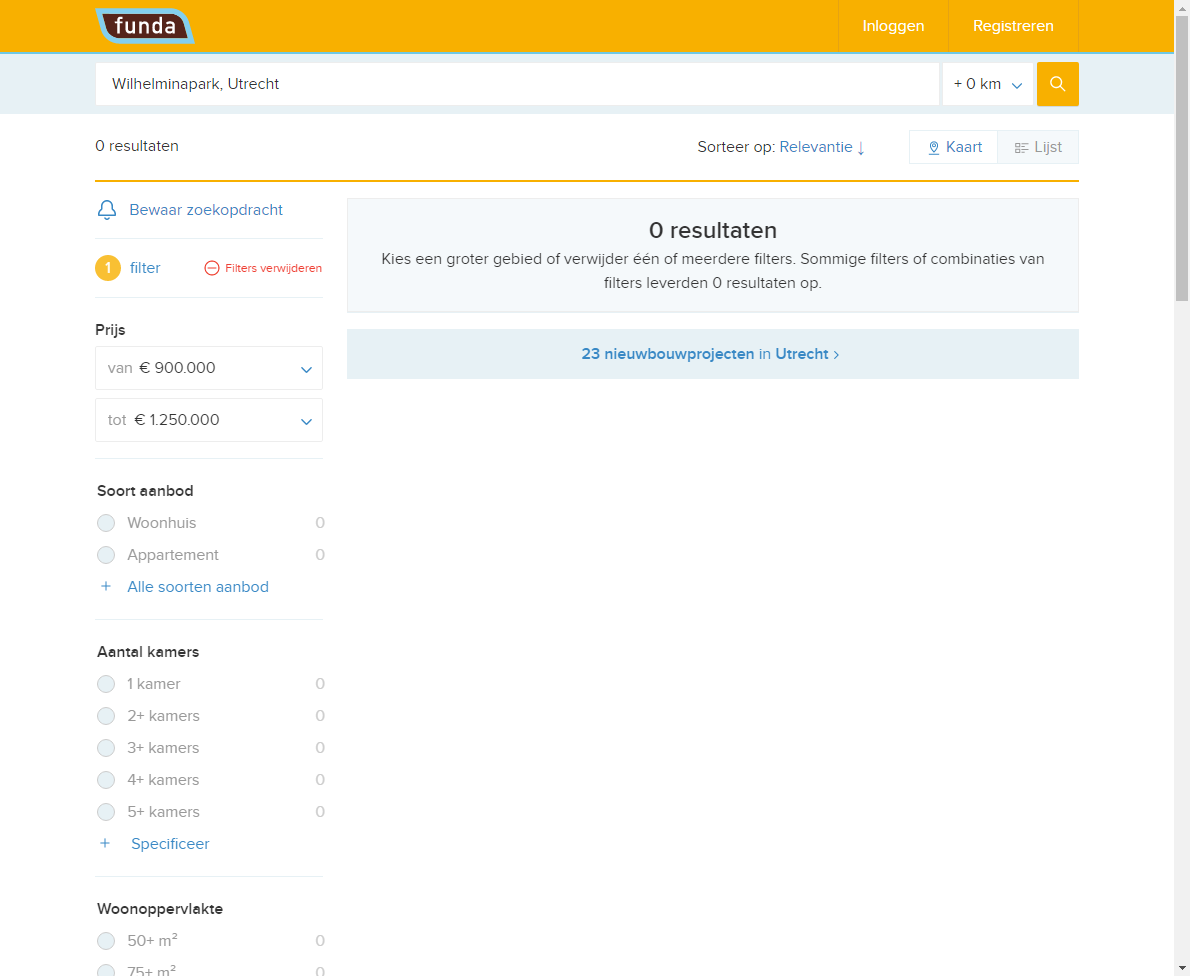 funda
Inloggen
Registreren
Wilhelminapark, Utrecht
+ 0 km
0 resultaten
Sorteer op: Relevantie ↓
Kaart
Lijst
Bewaar zoekopdracht
1 filter
Filters verwijderen
Prijs
van € 900.000
tot € 1.250.000
Soort aanbod
Woonhuis 0
Appartement 0
+ Alle soorten aanbod
Aantal kamers
1 kamer 0
2+ kamers 0
3+ kamers 0
4+ kamers 0
5+ kamers 0
+ Specificeer
Woonoppervlakte
50+ m² 0
75+ m² 0
0 resultaten
Kies een groter gebied of verwijder één of meerdere filters. Sommige filters of combinaties van
filters leverden 0 resultaten op.
23 nieuwbouwprojecten in Utrecht ›